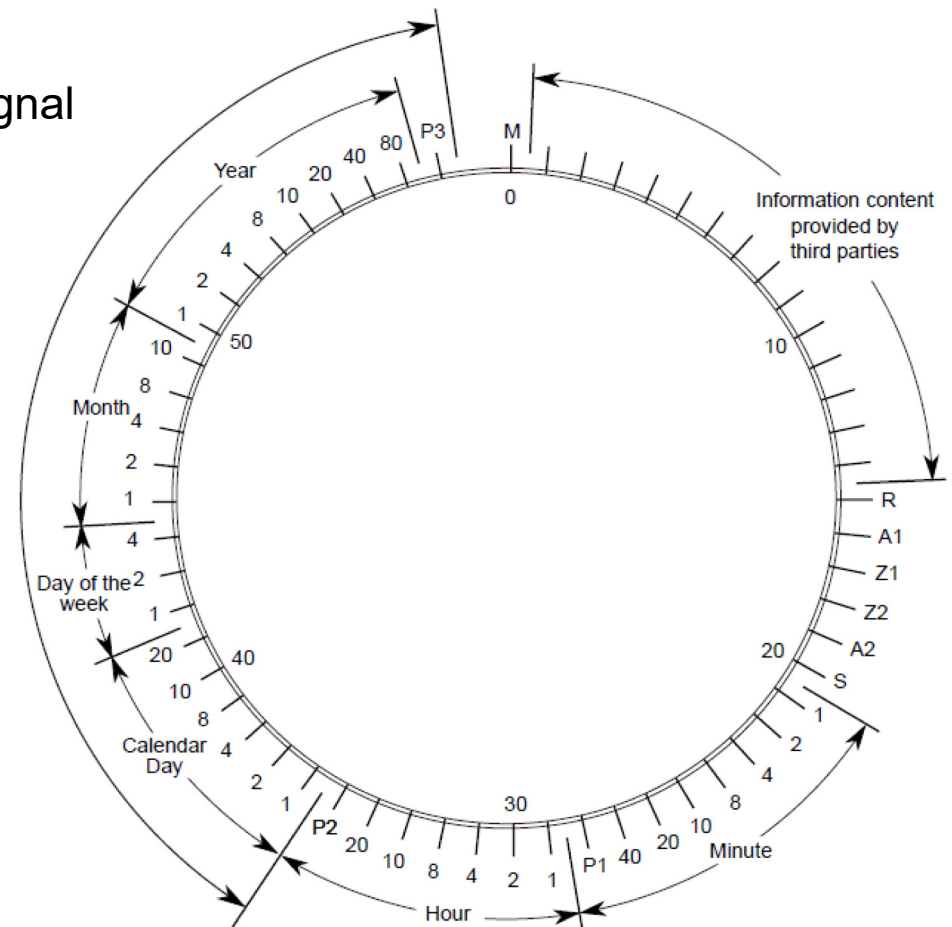 gnal
M
0
Information content
provided by
third parties
10
R
A1
Z1
Z2
A2
S
20
1
2
4
8
10
20
40
P1
Minute
30
1
2
4
8
10
20
P2
Hour
1
2
4
8
10
20
40
Calendar
Day
1
2
4
Day of the
week
1
2
4
8
10
Month
50
1
2
4
8
10
20
40
80
Year
P3